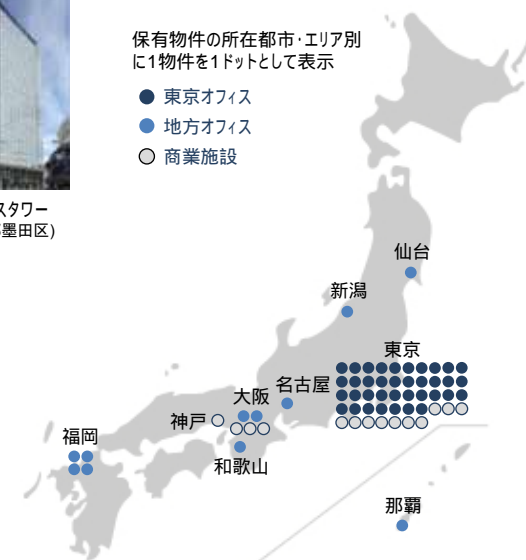 保有物件の所在都市・エリア別
に1物件を1ドットとして表示
東京オフィス
地方オフィス
商業施設
スタワー
墨田区)
仙台
新潟
東京
名古屋
大阪
神戸
福岡
和歌山
那覇